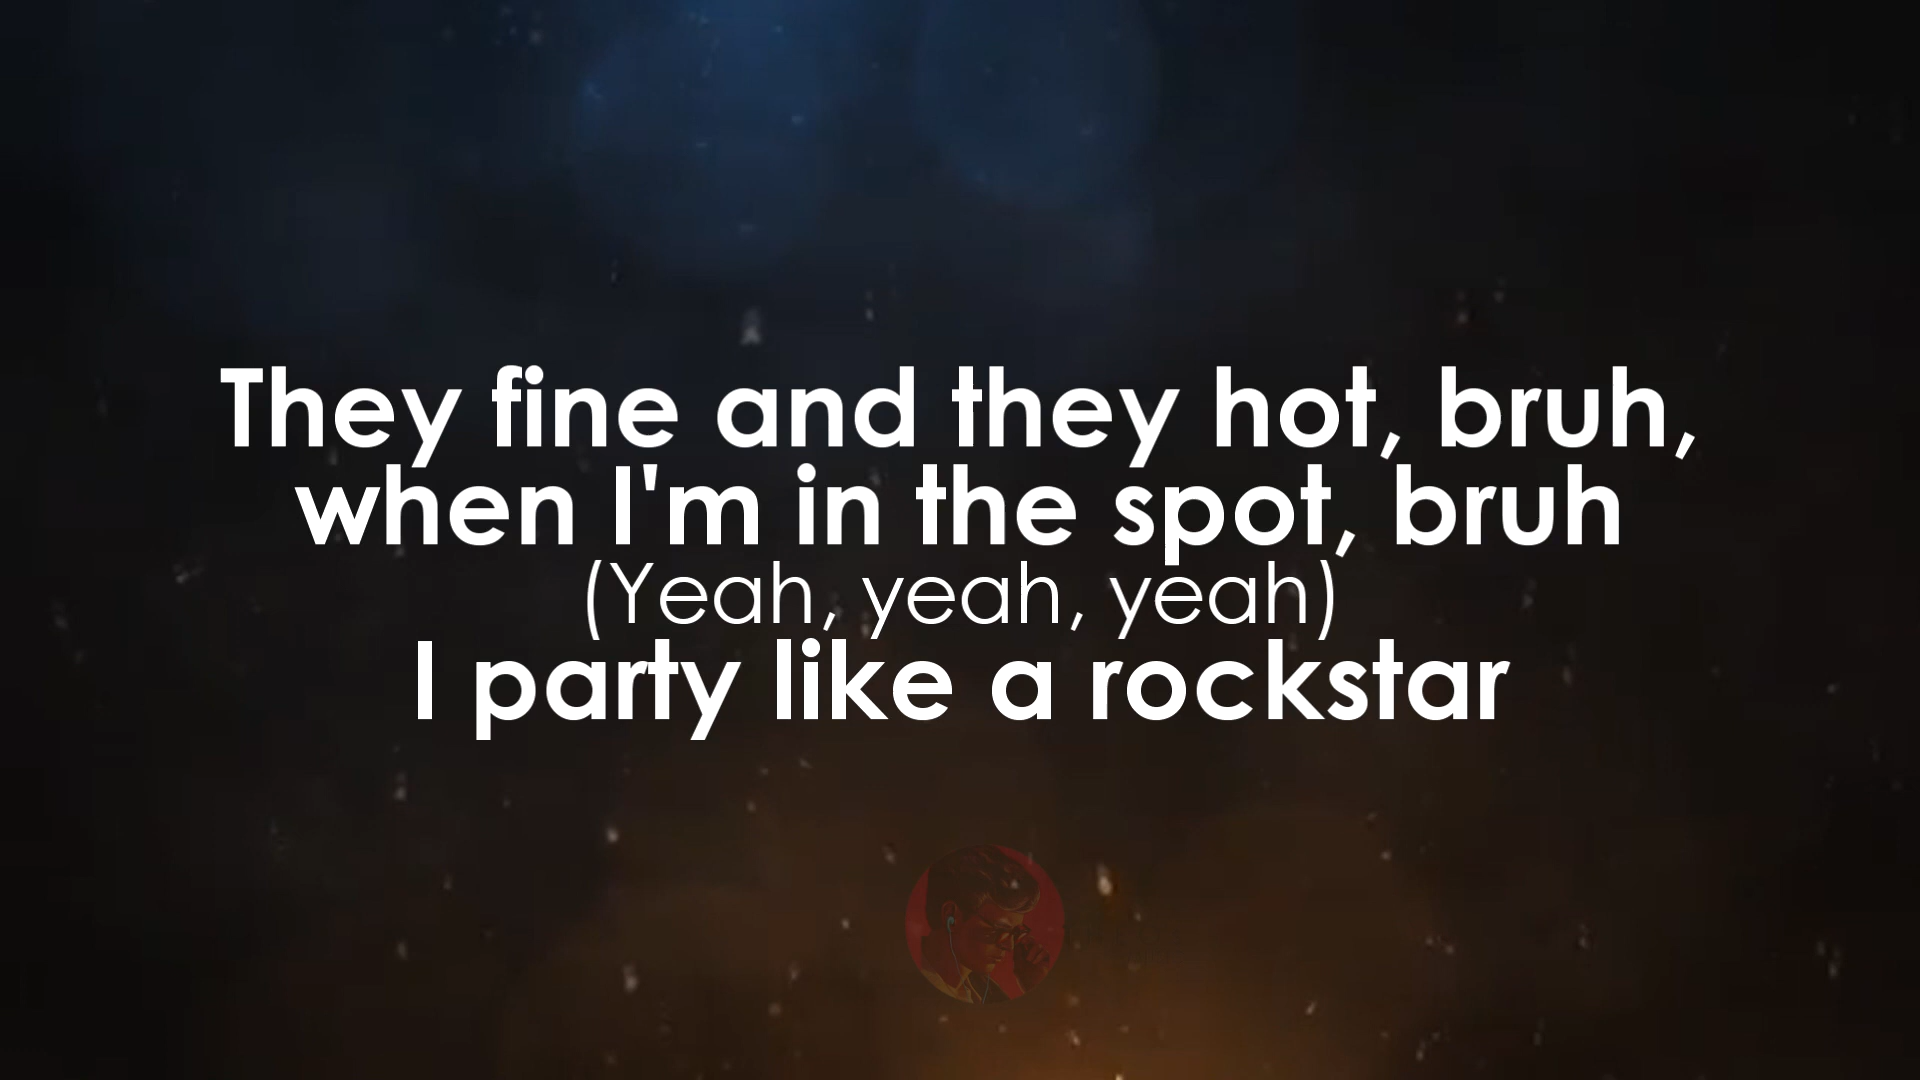 They fine and they hot, bruh,
when I'm in the spot, bruh
(Yeah, yeah, yeah)
I party like a rockstar